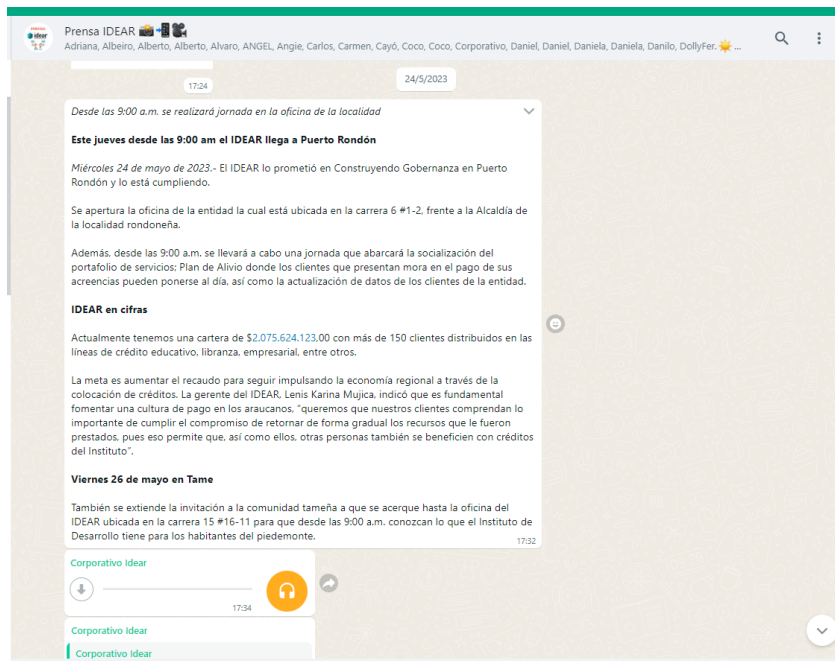 Prensa IDEAR 📸📲🎥
Adriana, Albeiro, Alberto, Alberto, Alvaro, ANGEL, Angie, Carlos, Carmen, Cayó, Coco, Coco, Corporativo, Daniel, Daniel, Daniela, Daniela, Danilo, DollyFer.☀️ ...
PRENSA
idear
17:24
24/5/2023
Desde las 9:00 a.m. se realizará jornada en la oficina de la localidad
Este jueves desde las 9:00 am el IDEAR llega a Puerto Rondón
Miércoles 24 de mayo de 2023.- El IDEAR lo prometió en Construyendo Gobernanza en Puerto
Rondón y lo está cumpliendo.
Se apertura la oficina de la entidad la cual está ubicada en la carrera 6 #1-2, frente a la Alcaldía de
la localidad rondoneña.
Además, desde las 9:00 a.m. se llevará a cabo una jornada que abarcará la socialización del
portafolio de servicios; Plan de Alivio donde los clientes que presentan mora en el pago de sus
acreencias pueden ponerse al día, así como la actualización de datos de los clientes de la entidad.
IDEAR en cifras
Actualmente tenemos una cartera de $2.075.624.123,00 con más de 150 clientes distribuidos en las
líneas de crédito educativo, libranza, empresarial, entre otros.
La meta es aumentar el recaudo para seguir impulsando la economía regional a través de la
colocación de créditos. La gerente del IDEAR, Lenis Karina Mujica, indicó que es fundamental
fomentar una cultura de pago en los araucanos, "queremos que nuestros clientes comprendan lo
importante de cumplir el compromiso de retornar de forma gradual los recursos que le fueron
prestados, pues eso permite que, así como ellos, otras personas también se beneficien con créditos
del Instituto".
Viernes 26 de mayo en Tame
También se extiende la invitación a la comunidad tameña a que se acerque hasta la oficina del
IDEAR ubicada en la carrera 15 #16-11 para que desde las 9:00 a.m. conozcan lo que el Instituto de
Desarrollo tiene para los habitantes del piedemonte.
17:32
Corporativo Idear
17:34
Corporativo Idear
Corporativo Idear